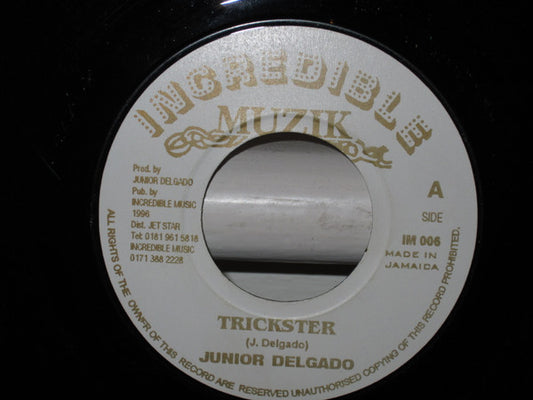 INCREDIBLE
MUZIK
Prod. by
JUNIOR DELGADO
Pub. by
INCREDIBLE MUSIC
1996
Dist. JET STAR
Tel: 0181 961 5818
INCREDIBLE MUSIC
0171 388 2228
A
SIDE
IM 006
MADE IN
JAMAICA
TRICKSTER
(J. Delgado)
JUNIOR DELGADO
ALL RIGHTS OF THE OWNER OF THIS RECORD ARE RESERVED UNAUTHORISED COPYING OF THIS RECORD PROHIBITED.